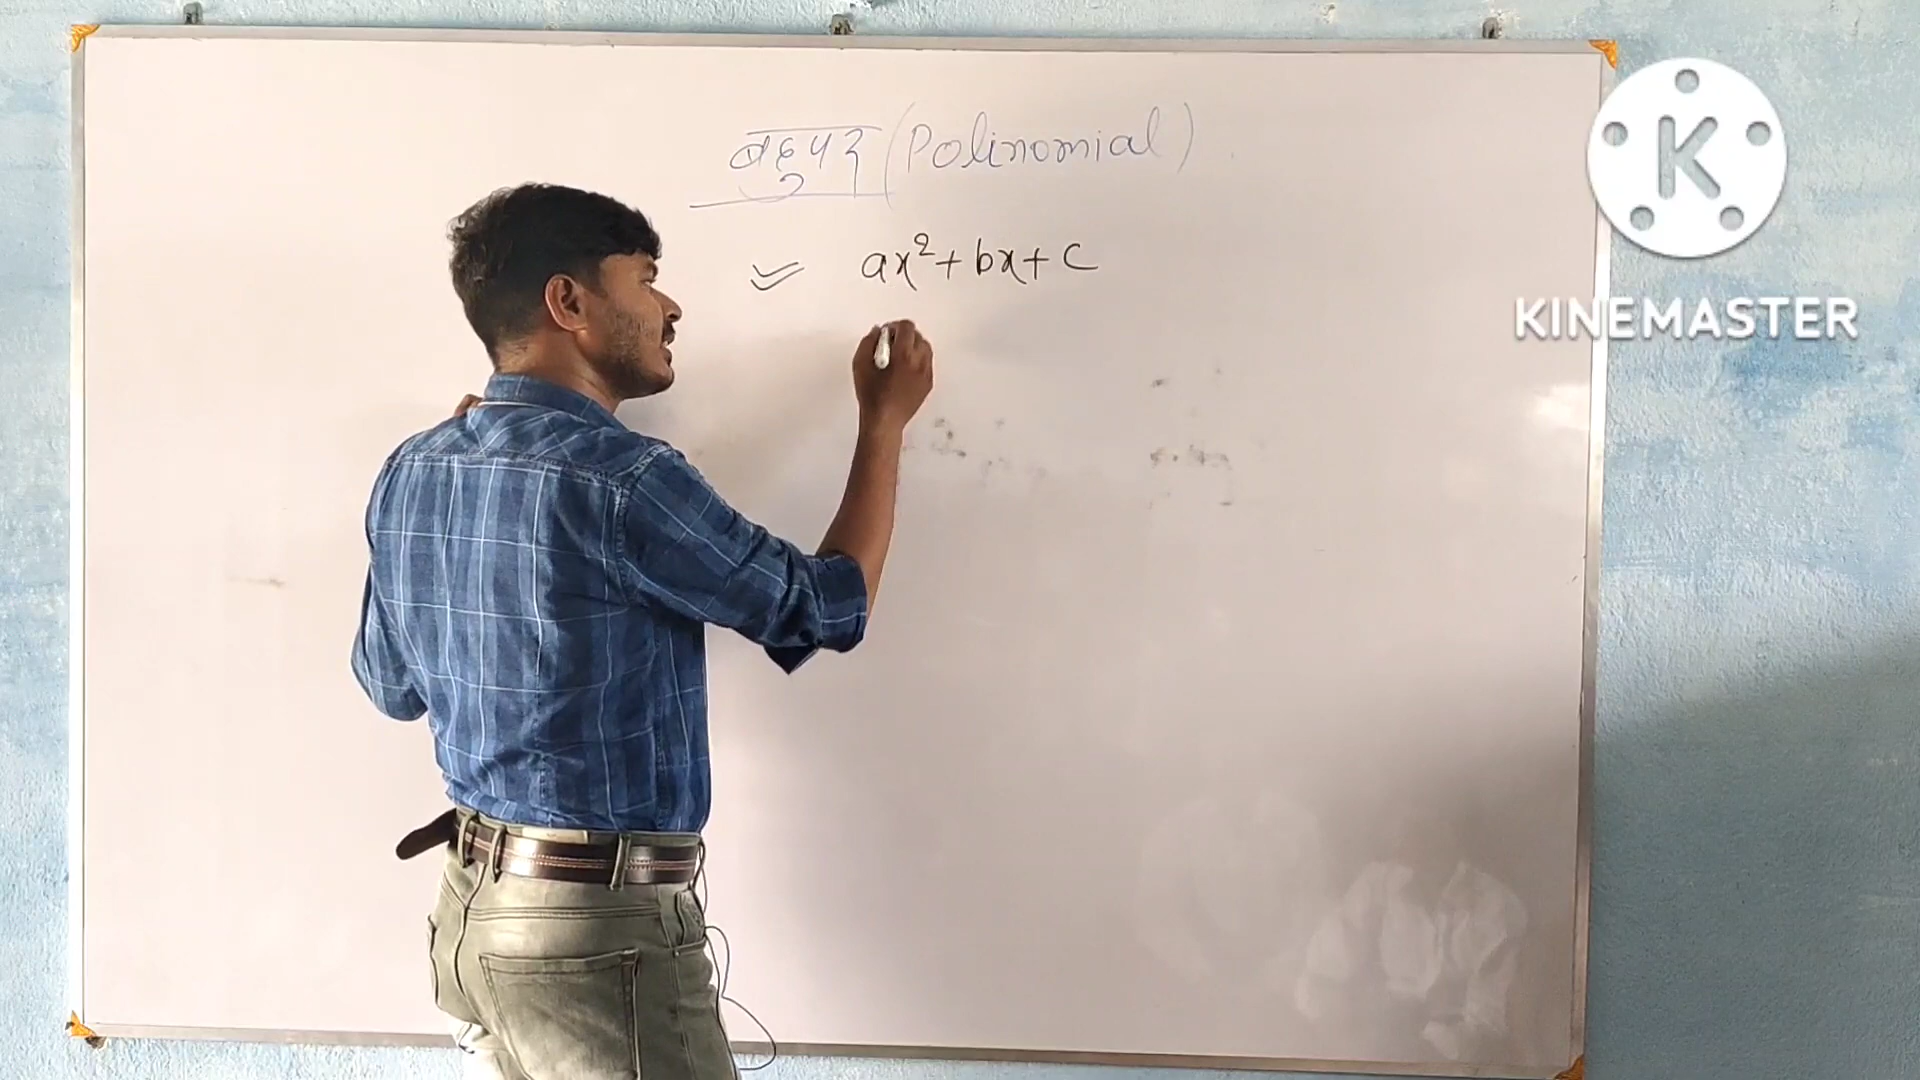 बहुपद (Polinomial)
ax² + bx + c
K
KINEMASTER